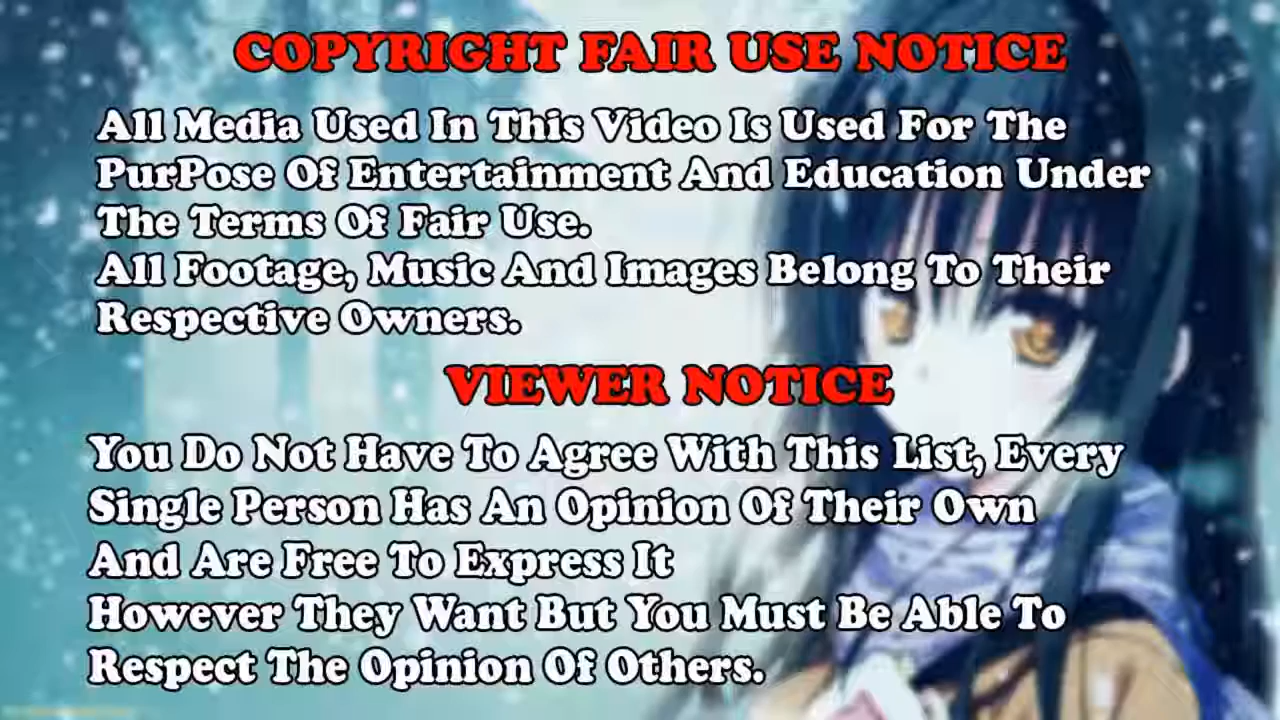 COPYRIGHT FAIR USE NOTICE
All Media Used In This Video Is Used For The
PurPose Of Entertainment And Education Under
The Terms Of Fair Use.
All Footage, Music And Images Belong To Their
Respective Owners.
VIEWER NOTICE
You Do Not Have To Agree With This List, Every
Single Person Has An Opinion Of Their Own
And Are Free To Express It
However They Want But You Must Be Able To
Respect The Opinion Of Others.